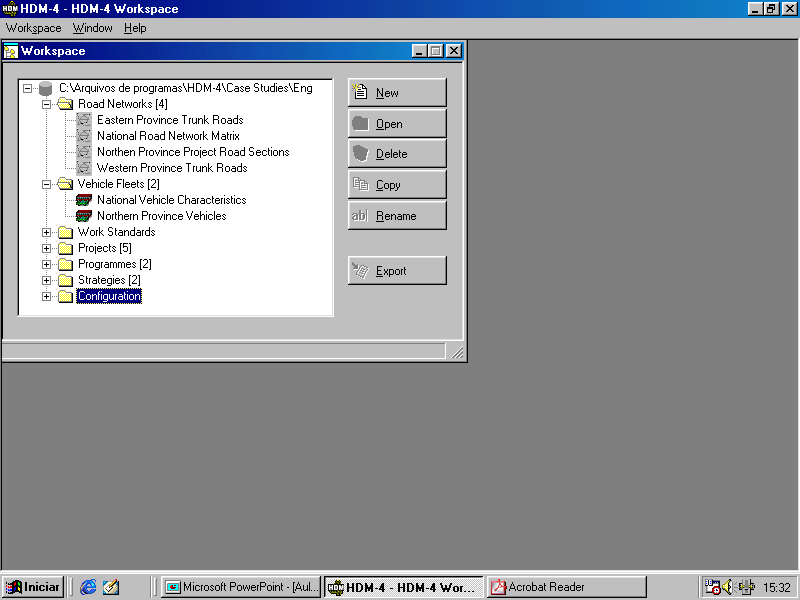 HDM-4 - HDM-4 Workspace
Workspace Window Help
Workspace
C:\Arquivos de programas\HDM-4\Case Studies\Eng
Road Networks [4]
Eastern Province Trunk Roads
National Road Network Matrix
Northen Province Project Road Sections
Western Province Trunk Roads
Vehicle Fleets [2]
National Vehicle Characteristics
Northern Province Vehicles
Work Standards
Projects [5]
Programmes [2]
Strategies [2]
Configuration
New
Open
Delete
Copy
Rename
Export
Iniciar
Microsoft PowerPoint - [Aul...
HDM-4 - HDM-4 Wor...
Acrobat Reader
15:32